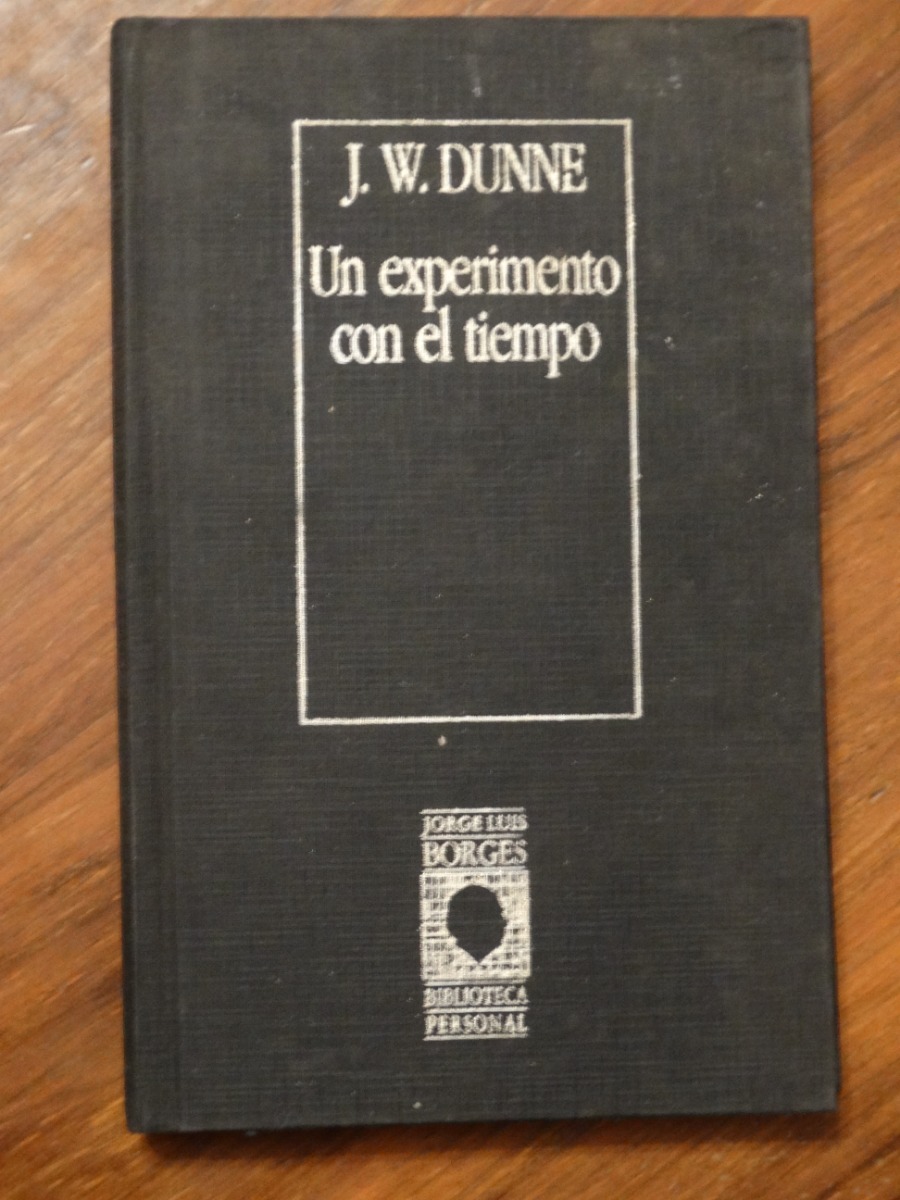 J. W. DUNNE
Un experimento
con el tiempo
JORGE LUIS
BORGES
BIBLIOTECA
PERSONAL